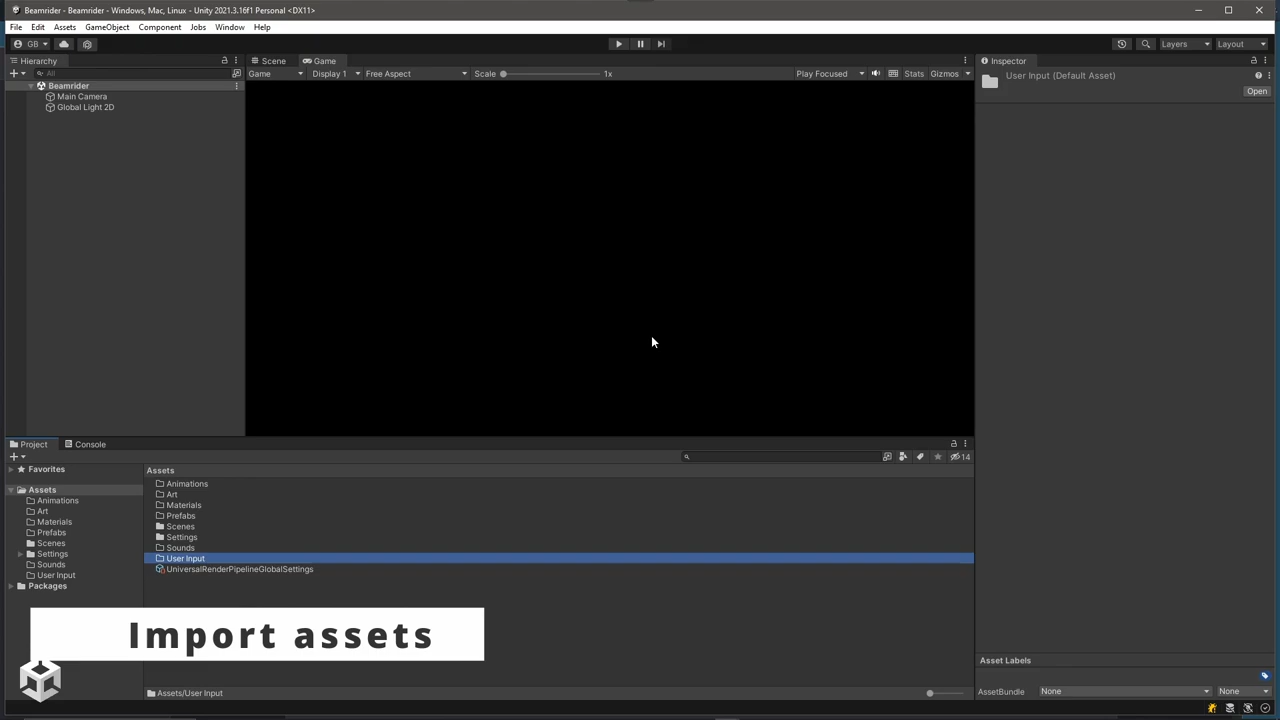 Beamrider - Beamrider - Windows, Mac, Linux - Unity 2021.3.16f1 Personal <DX11>
File Edit Assets GameObject Component Jobs Window Help
GB
Layers
Layout
Hierarchy
All
Beamrider
Main Camera
Global Light 2D
Scene
Game
Game
Display 1
Free Aspect
Scale
1x
Play Focused
Stats
Gizmos
Inspector
User Input (Default Asset)
Open
Project
Console
14
Favorites
Assets
Animations
Art
Materials
Prefabs
Scenes
Settings
Sounds
User Input
Packages
Assets
Animations
Art
Materials
Prefabs
Scenes
Settings
Sounds
User Input
UniversalRenderPipelineGlobalSettings
Import assets
Assets/User Input
Asset Labels
AssetBundle
None
None